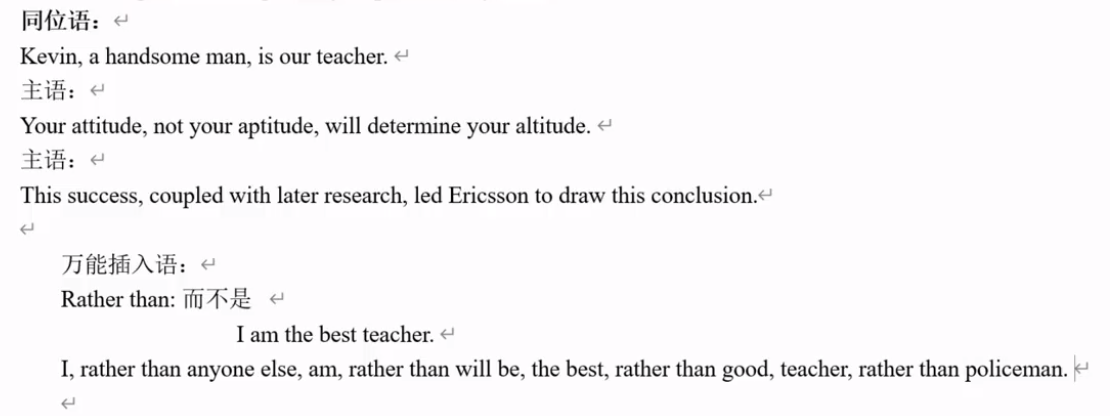 同位语：
Kevin, a handsome man, is our teacher.
主语：
Your attitude, not your aptitude, will determine your altitude.
主语：
This success, coupled with later research, led Ericsson to draw this conclusion.
万能插入语：
Rather than: 而不是
I am the best teacher.
I, rather than anyone else, am, rather than will be, the best, rather than good, teacher, rather than policeman.